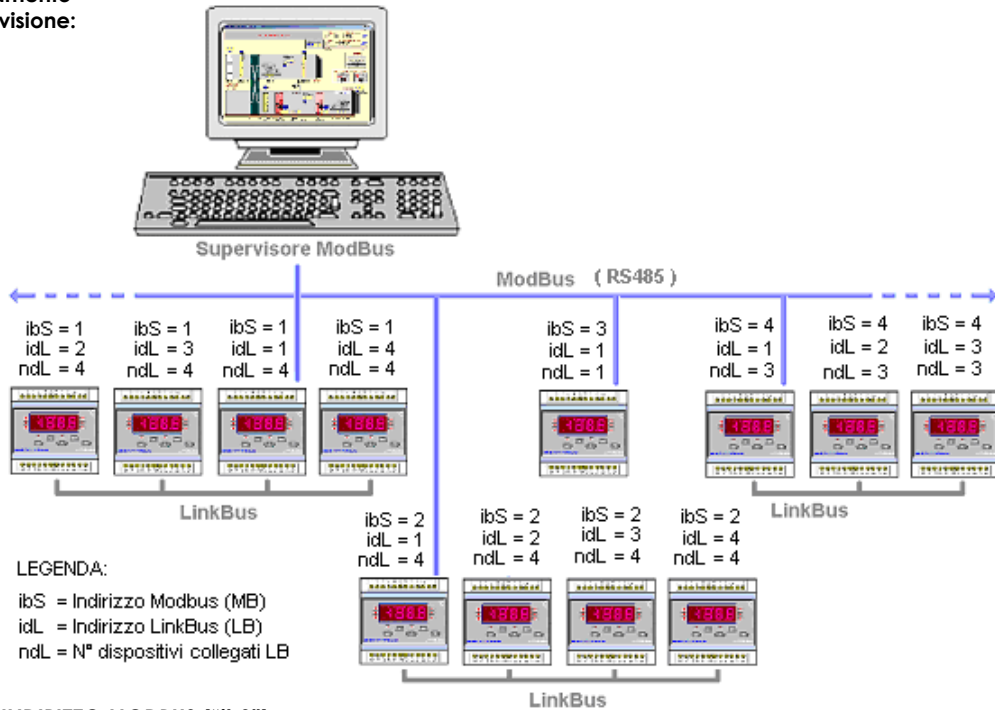 visione:
Supervisore ModBus
ModBus ( RS485 )
ibS = 1
idL = 2
ndL = 4
ibS = 1
idL = 3
ndL = 4
ibS = 1
idL = 1
ndL = 4
ibS = 1
idL = 4
ndL = 4
ibS = 3
idL = 1
ndL = 1
ibS = 4
idL = 1
ndL = 3
ibS = 4
idL = 2
ndL = 3
ibS = 4
idL = 3
ndL = 3
LinkBus
LinkBus
ibS = 2
idL = 1
ndL = 4
ibS = 2
idL = 2
ndL = 4
ibS = 2
idL = 3
ndL = 4
ibS = 2
idL = 4
ndL = 4
LinkBus
LEGENDA:
ibS = Indirizzo Modbus (MB)
idL = Indirizzo LinkBus (LB)
ndL = N° dispositivi collegati LB